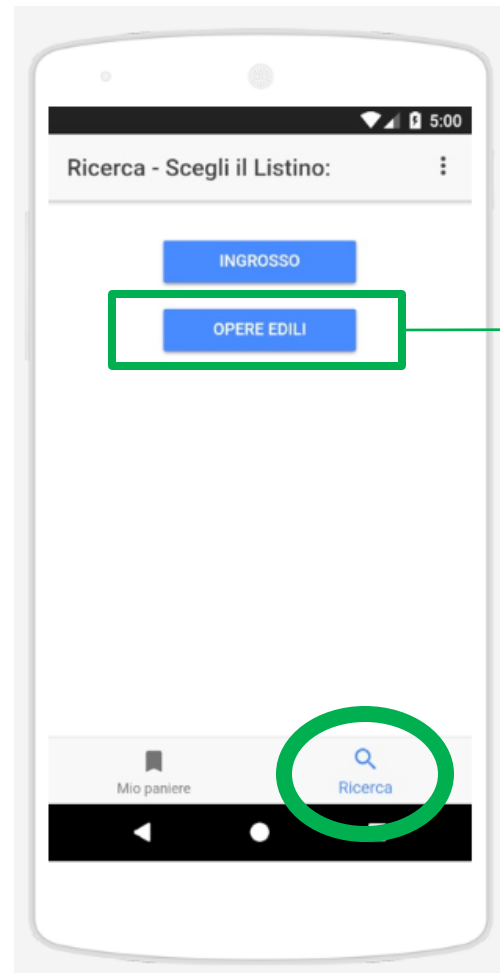 5:00
Ricerca - Scegli il Listino:
INGROSSO
OPERE EDILI
Mio paniere
Ricerca